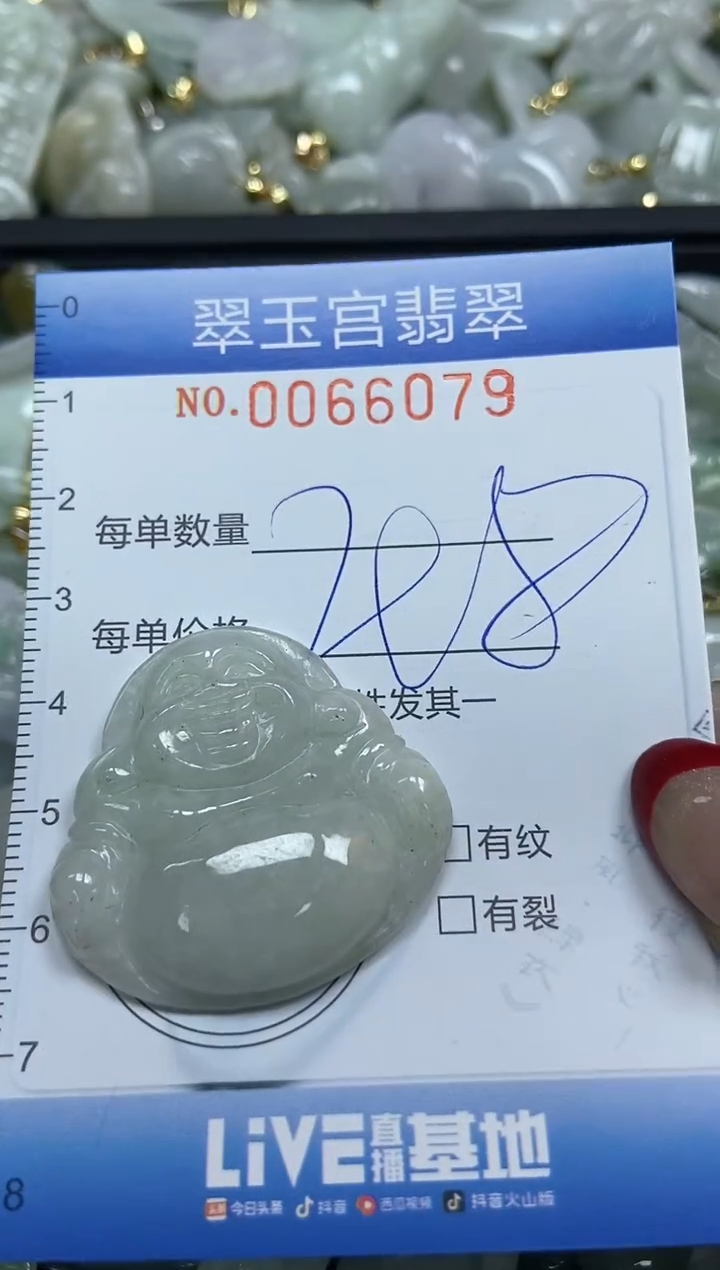 0
翠玉宫翡翠
1
NO.0066079
2
每单数量
208
3
每单价格
4
性发其一
5
□有纹
6
□有裂
7
LiVE直播基地
8
今日头条 抖音 西瓜视频 抖音火山版